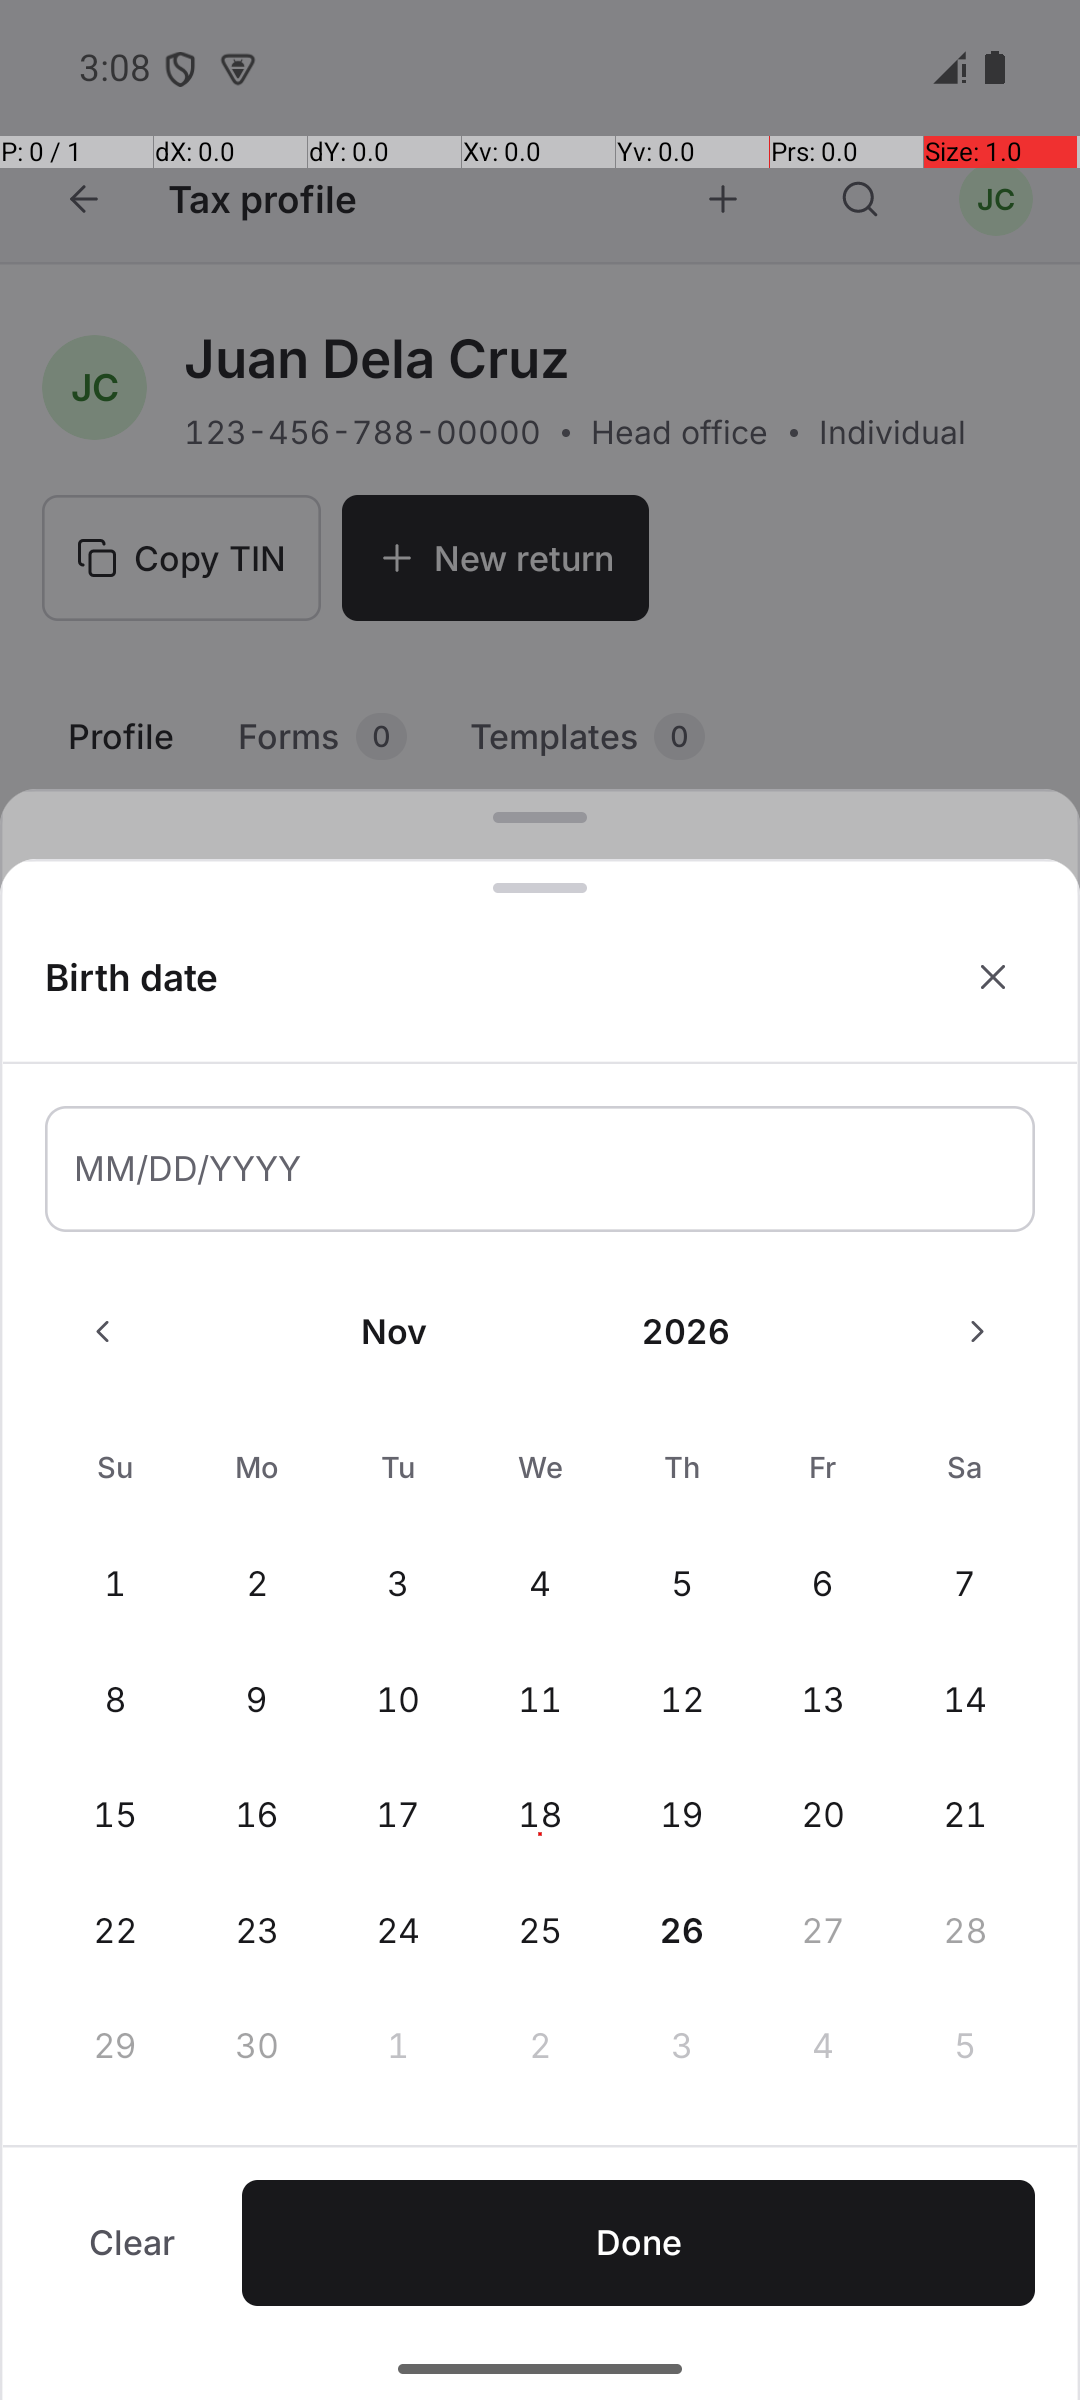 3:08
P: 0 / 1 dX: 0.0 dY: 0.0 Xv: 0.0 Yv: 0.0 Prs: 0.0 Size: 1.0
Tax profile JC
JC Juan Dela Cruz
123-456-788-00000 • Head office • Individual
Copy TIN New return
Profile Forms 0 Templates 0
Birth date
MM/DD/YYYY
Nov 2026
Su Mo Tu We Th Fr Sa
1 2 3 4 5 6 7
8 9 10 11 12 13 14
15 16 17 18 19 20 21
22 23 24 25 26 27 28
29 30 1 2 3 4 5
Clear Done